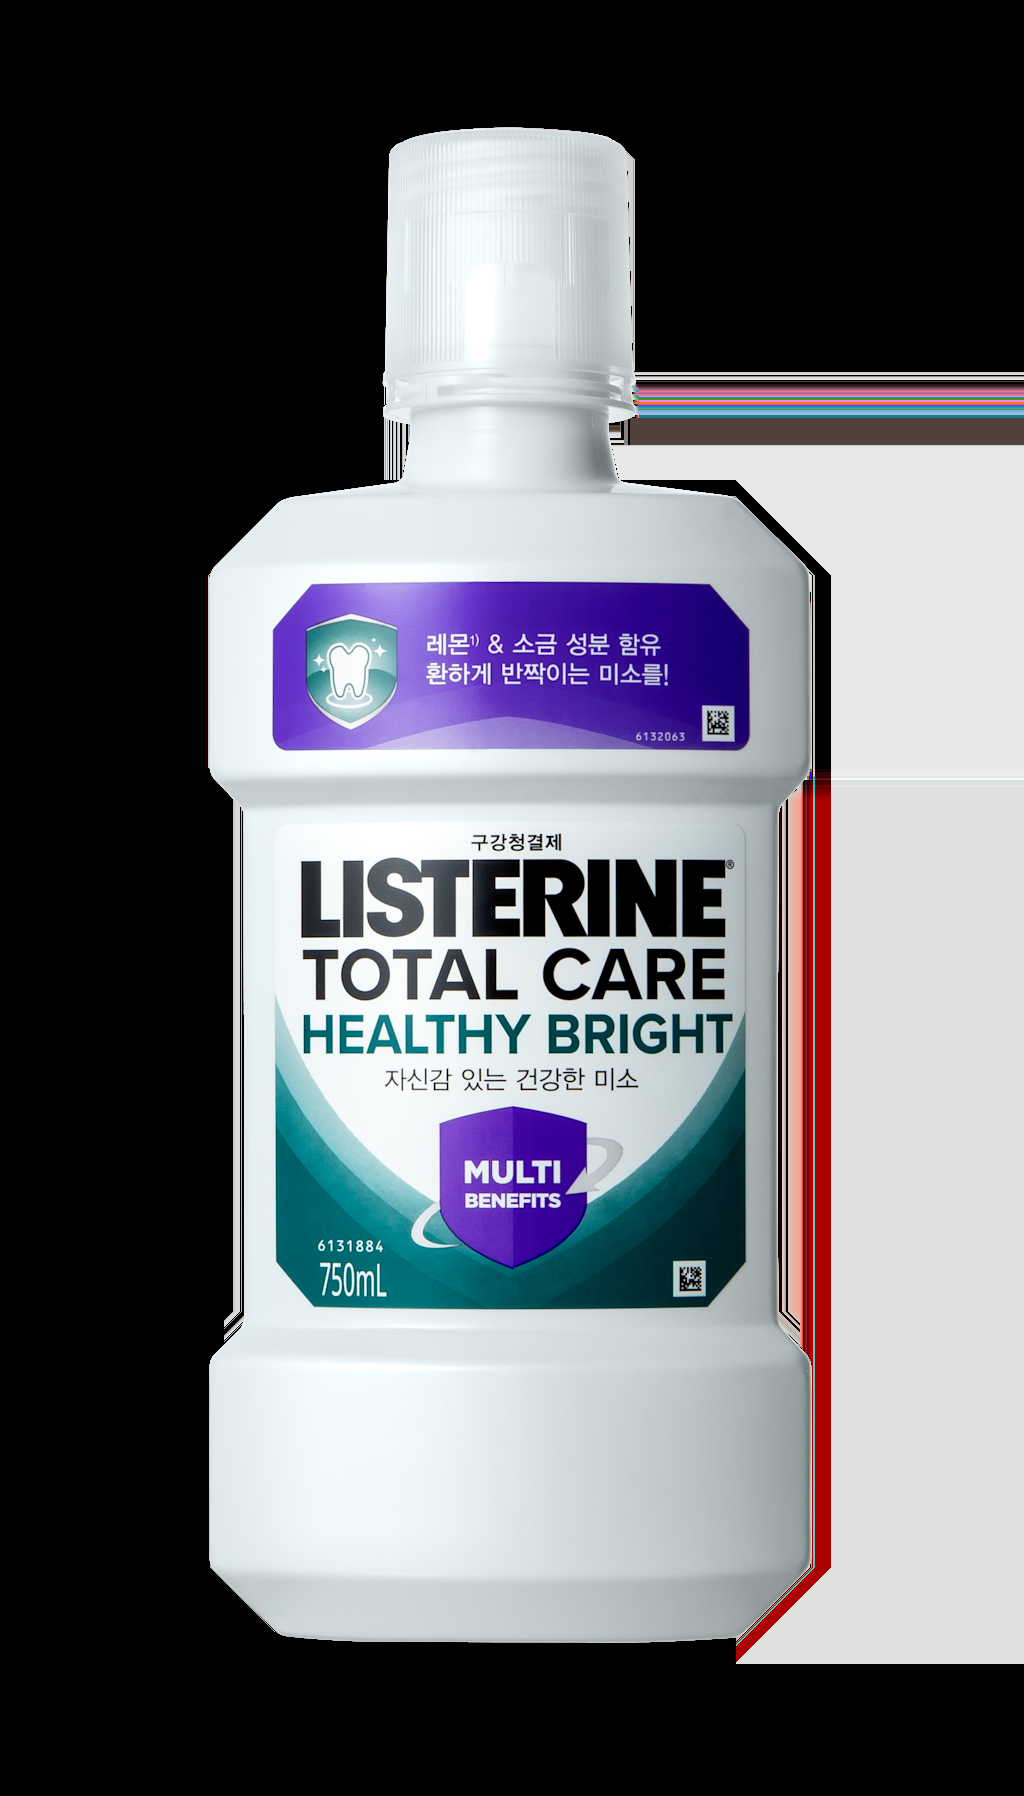 레몬¹⁾ & 소금 성분 함유
환하게 반짝이는 미소를!
6132063
구강청결제
LISTERINE®
TOTAL CARE
HEALTHY BRIGHT
자신감 있는 건강한 미소
MULTI
BENEFITS
6131884
750mL